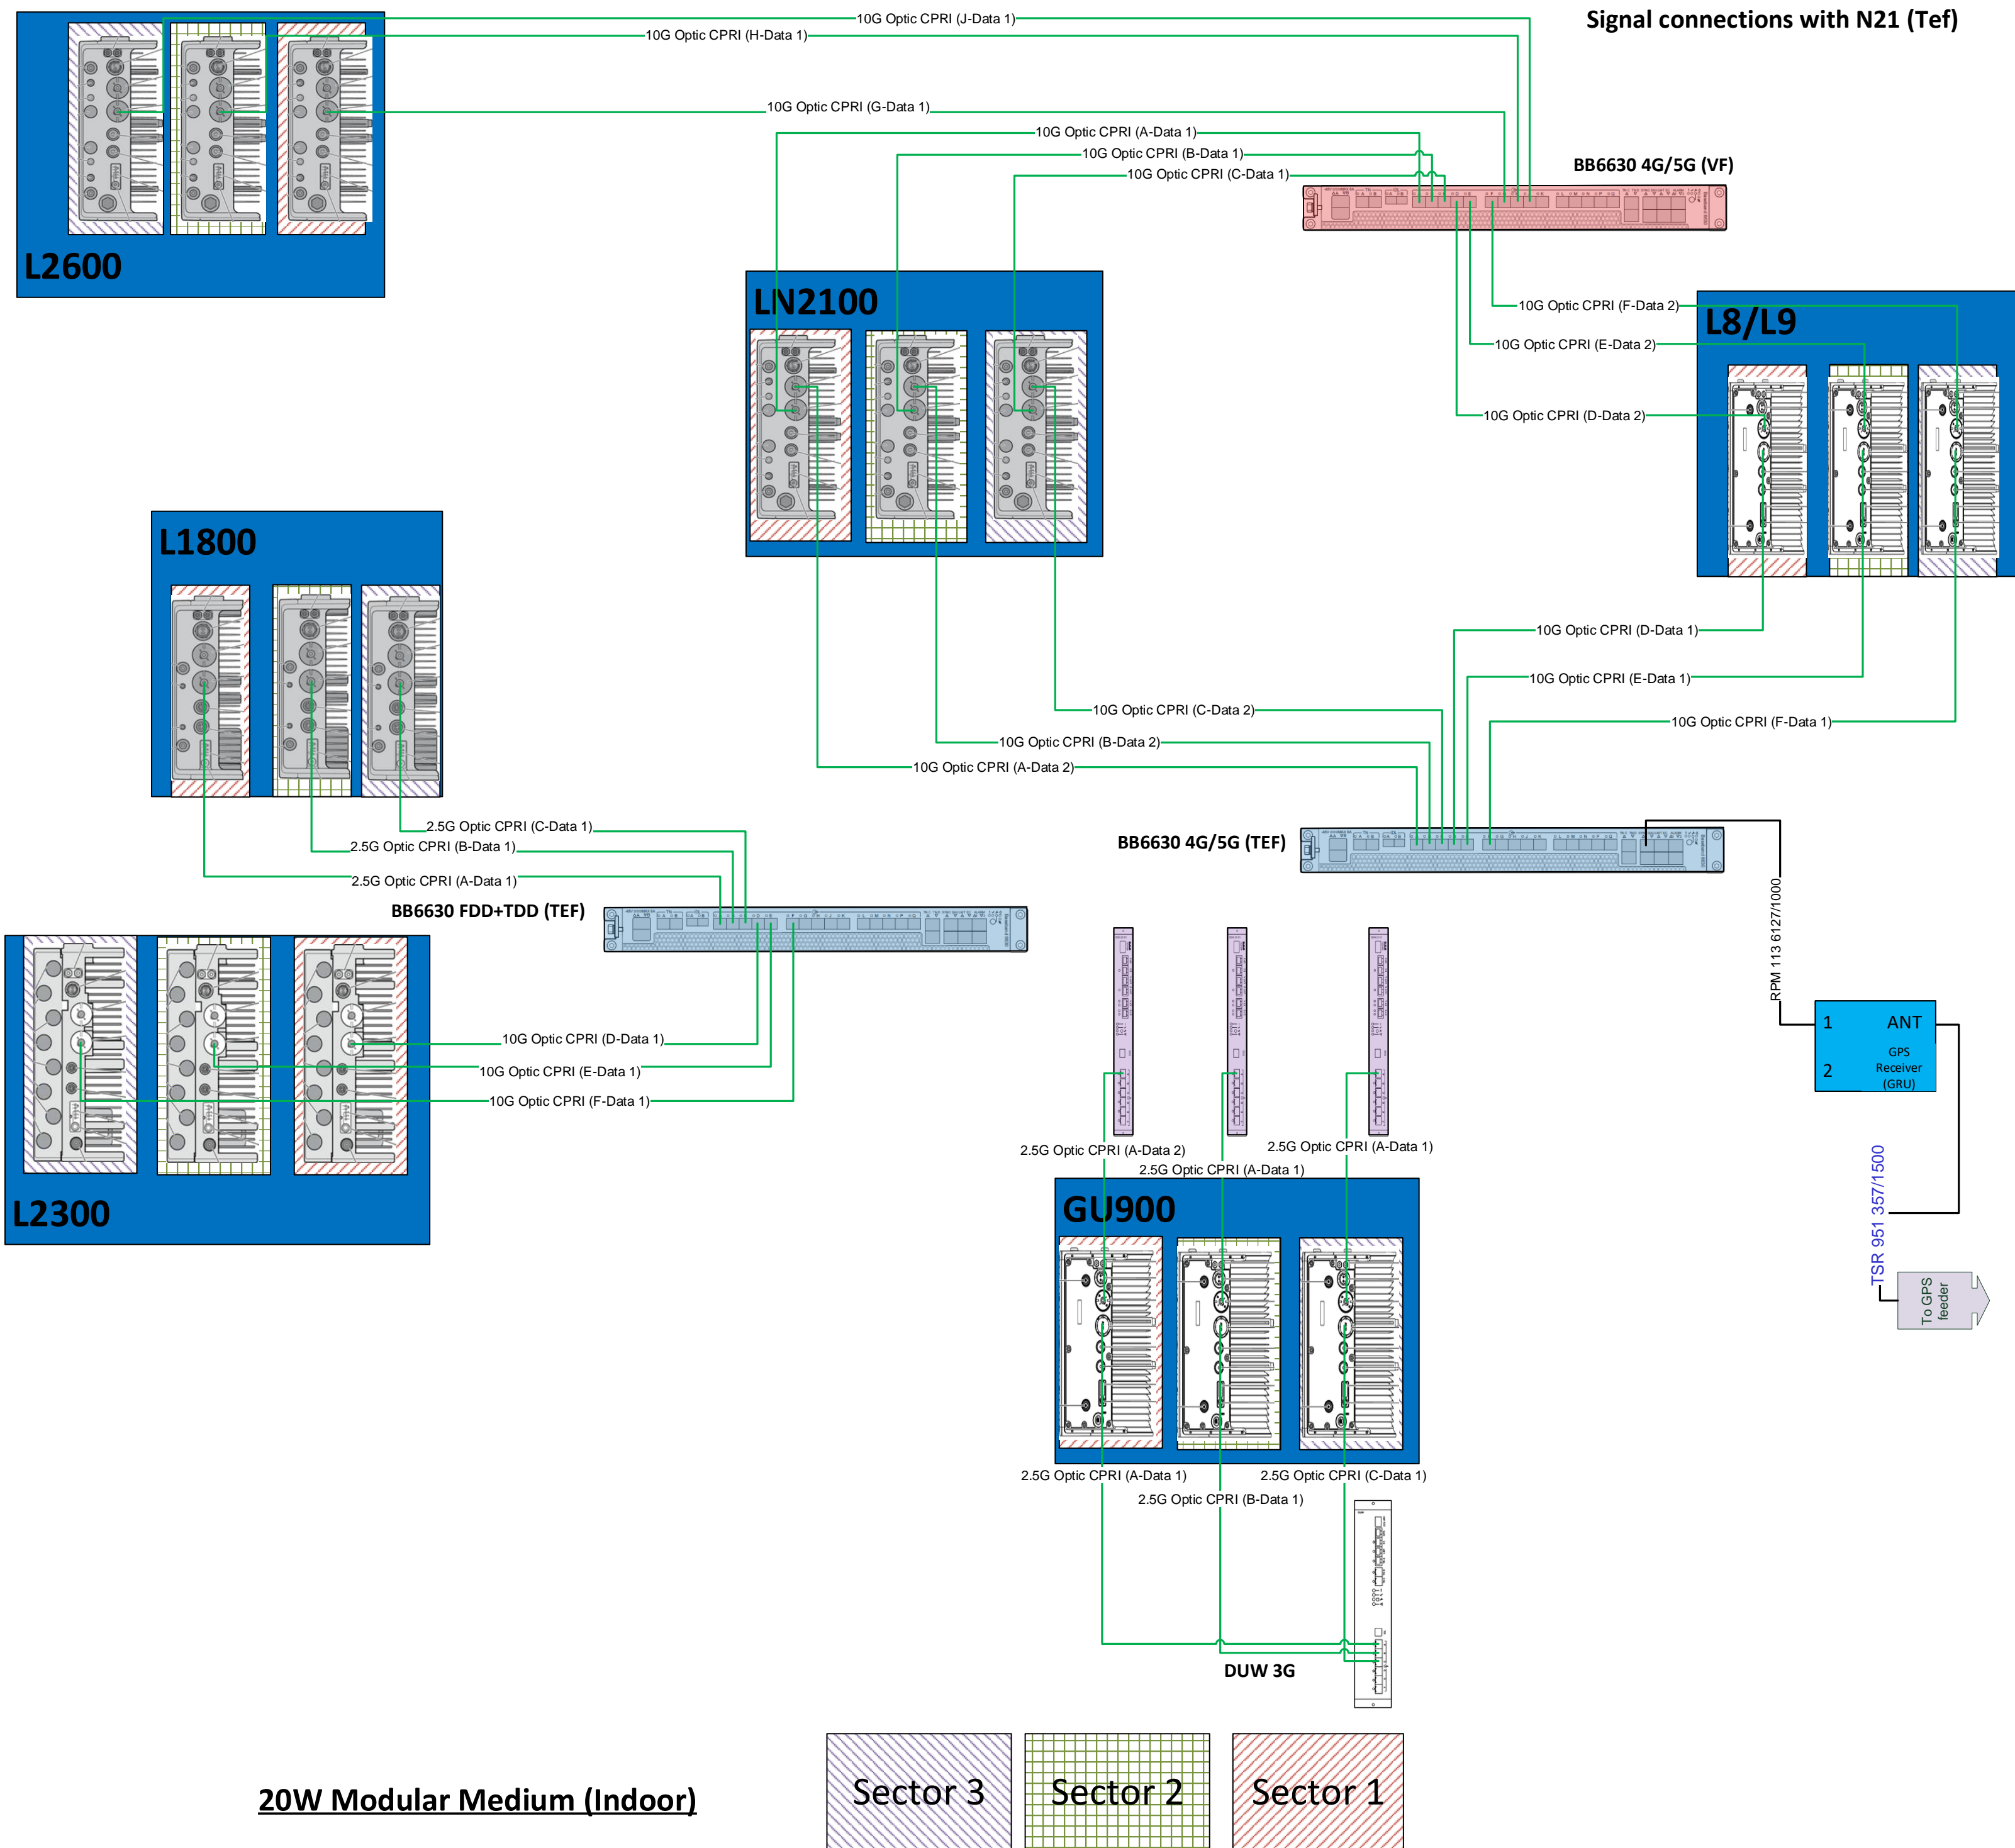 Signal connections with N21 (Tef)
10G Optic CPRI (J-Data 1)
10G Optic CPRI (H-Data 1)
10G Optic CPRI (G-Data 1)
10G Optic CPRI (A-Data 1)
10G Optic CPRI (B-Data 1)
10G Optic CPRI (C-Data 1)
BB6630 4G/5G (VF)
L2600
LN2100
10G Optic CPRI (F-Data 2)
L8/L9
10G Optic CPRI (E-Data 2)
10G Optic CPRI (D-Data 2)
L1800
10G Optic CPRI (D-Data 1)
10G Optic CPRI (E-Data 1)
10G Optic CPRI (C-Data 2)
10G Optic CPRI (F-Data 1)
10G Optic CPRI (B-Data 2)
10G Optic CPRI (A-Data 2)
2.5G Optic CPRI (C-Data 1)
2.5G Optic CPRI (B-Data 1)
2.5G Optic CPRI (A-Data 1)
BB6630 4G/5G (TEF)
BB6630 FDD+TDD (TEF)
RPM 113 6127/1000
10G Optic CPRI (D-Data 1)
10G Optic CPRI (E-Data 1)
10G Optic CPRI (F-Data 1)
1
ANT
2
GPS
Receiver
(GRU)
2.5G Optic CPRI (A-Data 2)
2.5G Optic CPRI (A-Data 1)
2.5G Optic CPRI (A-Data 1)
L2300
GU900
TSR 951 357/1500
To GPS
feeder
2.5G Optic CPRI (A-Data 1)
2.5G Optic CPRI (C-Data 1)
2.5G Optic CPRI (B-Data 1)
DUW 3G
20W Modular Medium (Indoor)
Sector 3
Sector 2
Sector 1